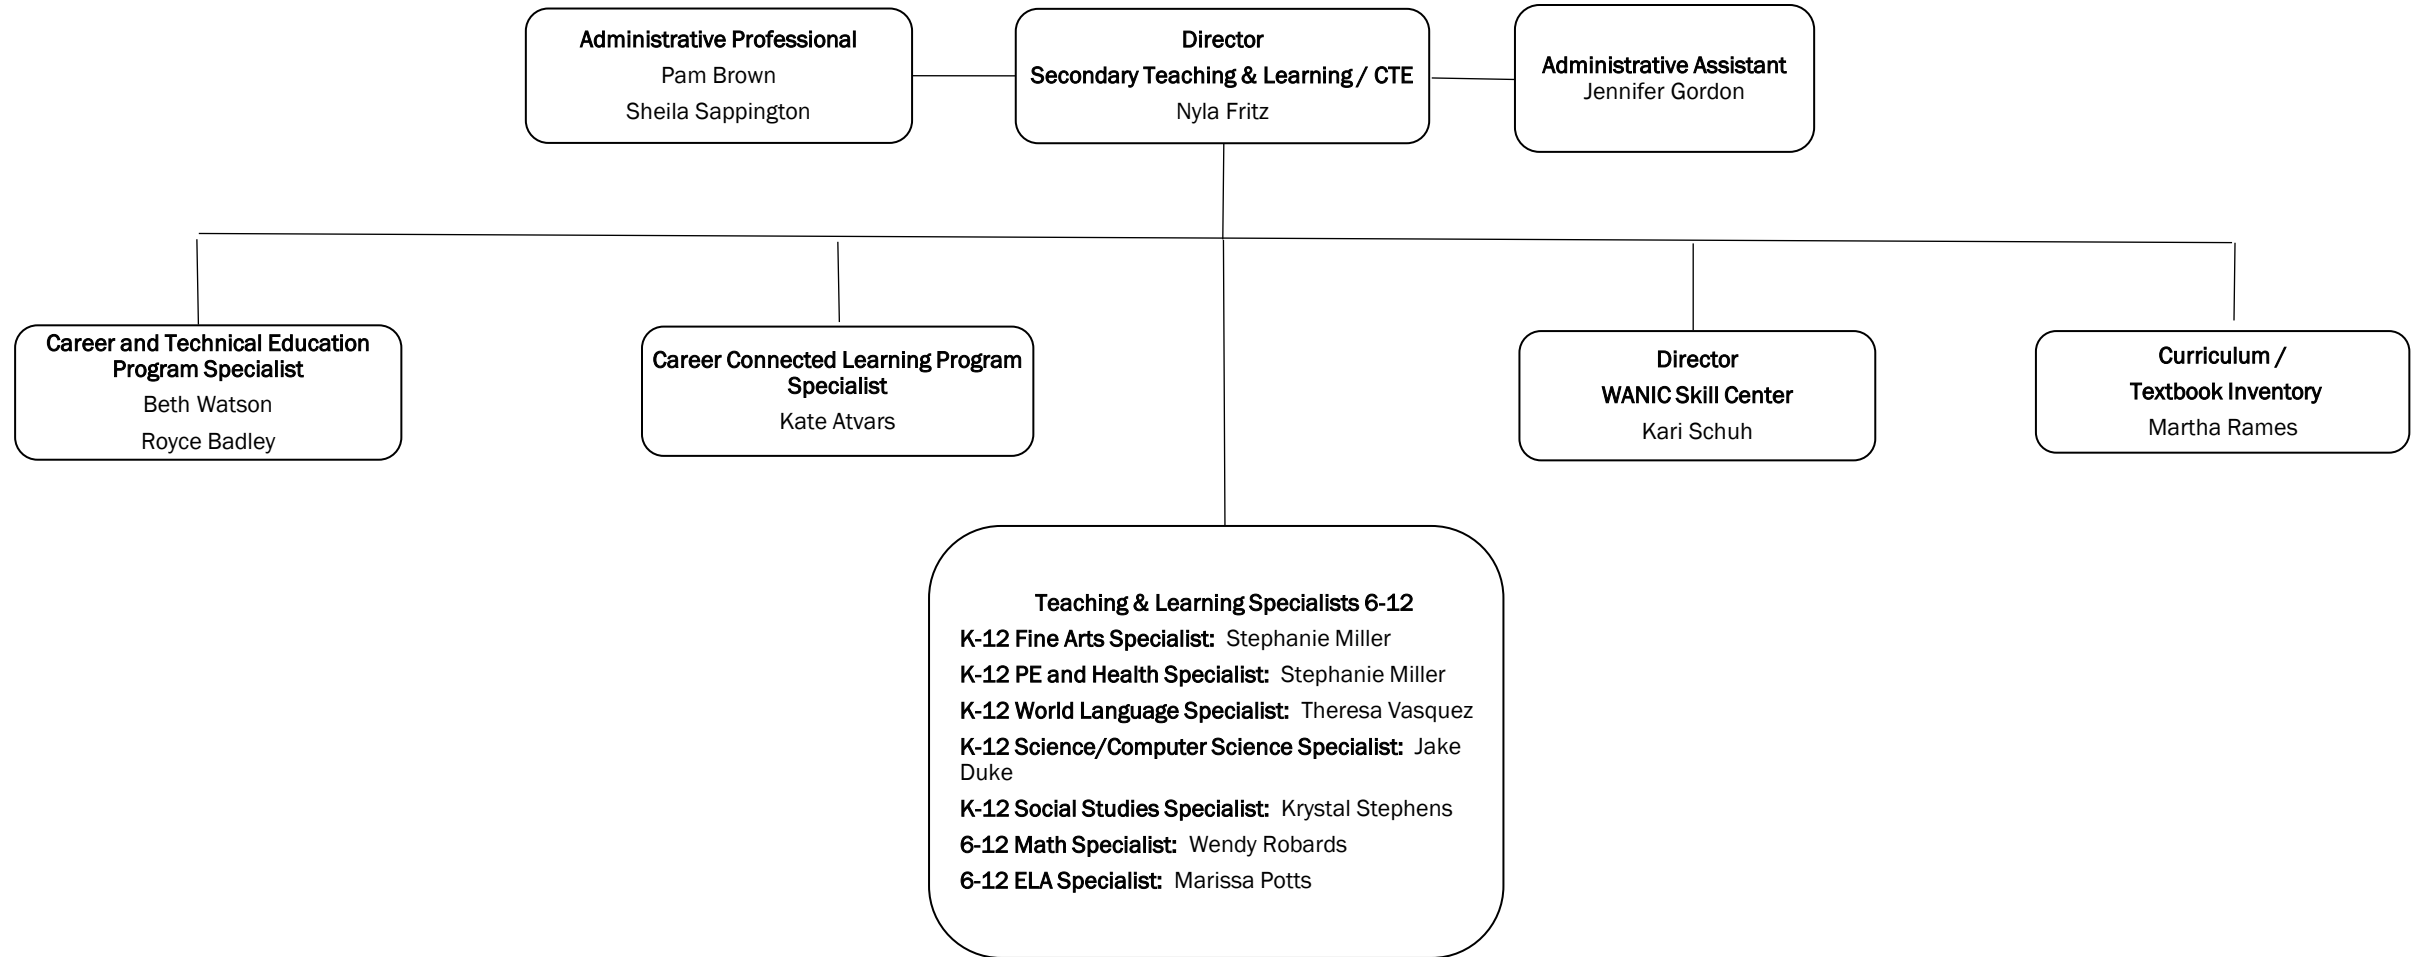 Administrative Professional
Pam Brown
Sheila Sappington
Director
Secondary Teaching & Learning / CTE
Nyla Fritz
Administrative Assistant
Jennifer Gordon
Career and Technical Education
Program Specialist
Beth Watson
Royce Badley
Career Connected Learning Program
Specialist
Kate Atvars
Director
WANIC Skill Center
Kari Schuh
Curriculum /
Textbook Inventory
Martha Rames
Teaching & Learning Specialists 6-12
K-12 Fine Arts Specialist: Stephanie Miller
K-12 PE and Health Specialist: Stephanie Miller
K-12 World Language Specialist: Theresa Vasquez
K-12 Science/Computer Science Specialist: Jake
Duke
K-12 Social Studies Specialist: Krystal Stephens
6-12 Math Specialist: Wendy Robards
6-12 ELA Specialist: Marissa Potts